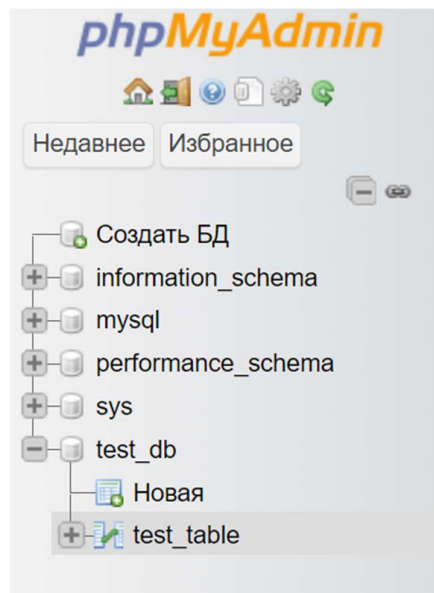 phpMyAdmin
Недавнее Избранное
Создать БД
information_schema
mysql
performance_schema
sys
test_db
Новая
test_table